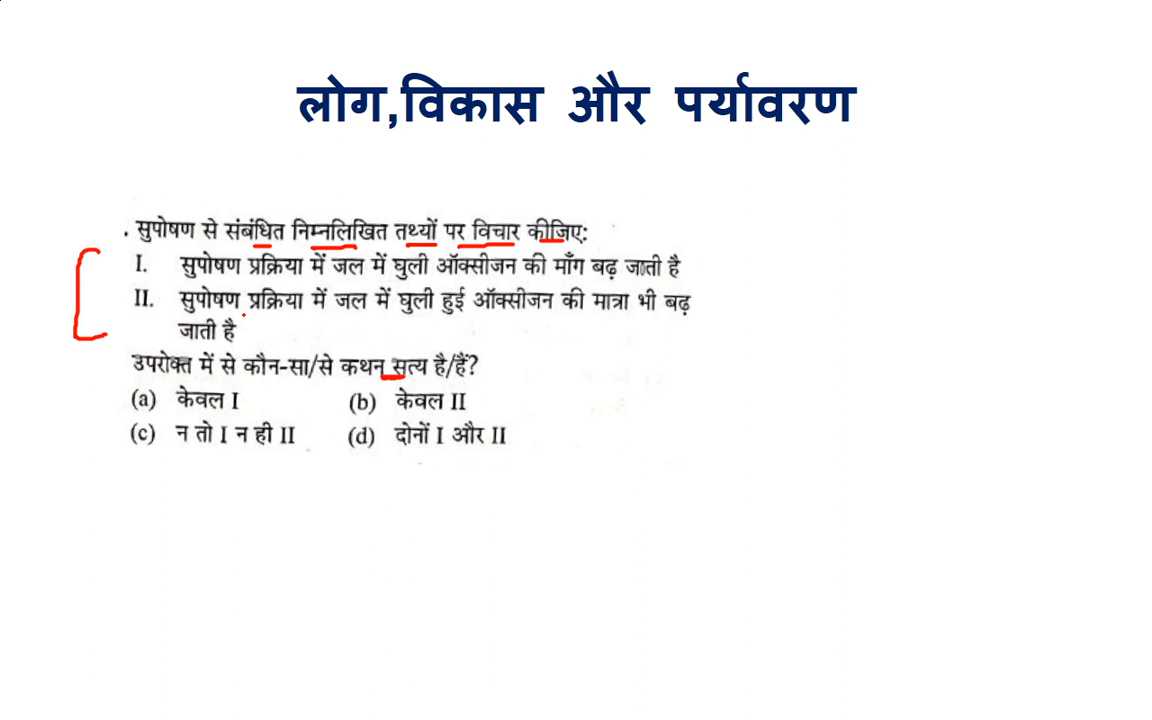 लोग,विकास और पर्यावरण
. सुपोषण से संबंधित निम्नलिखित तथ्यों पर विचार कीजिए:
I. सुपोषण प्रक्रिया में जल में घुली ऑक्सीजन की माँग बढ़ जाती है
II. सुपोषण प्रक्रिया में जल में घुली हुई ऑक्सीजन की मात्रा भी बढ़
जाती है
उपरोक्त में से कौन-सा/से कथन सत्य है/हैं?
(a) केवल I (b) केवल II
(c) न तो I न ही II (d) दोनों I और II